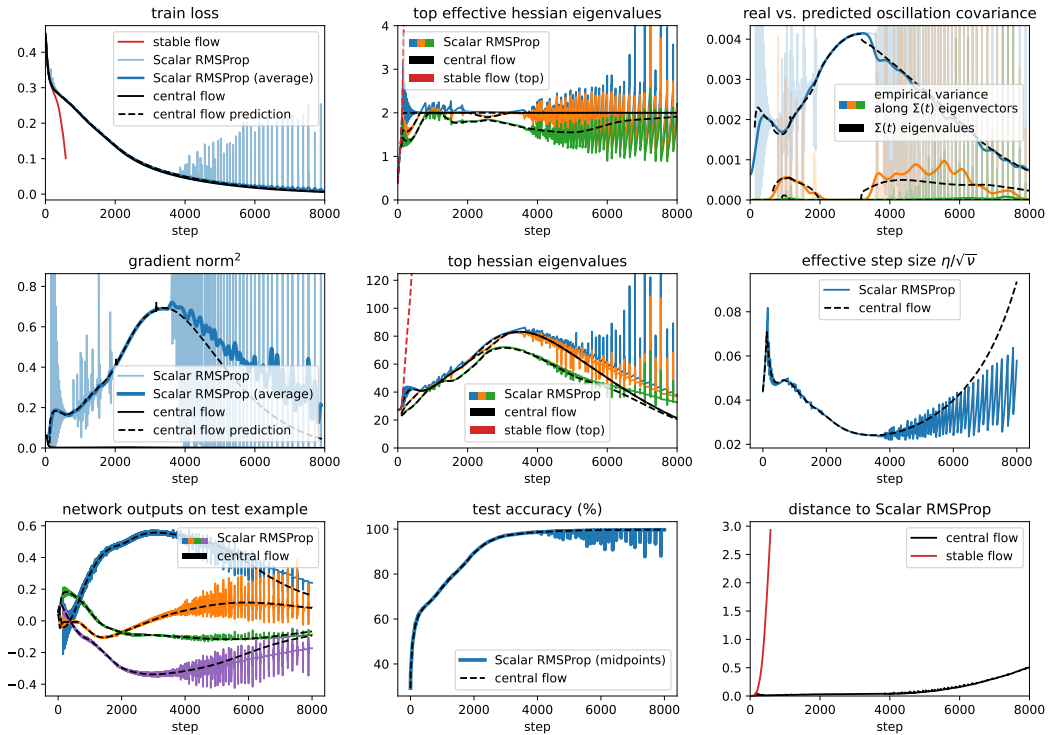 train loss
0.4
0.3
0.2
0.1
0.0
stable flow
Scalar RMSProp
Scalar RMSProp (average)
central flow
central flow prediction
0 2000 4000 6000 8000
step
top effective hessian eigenvalues
4
3
2
1
0
Scalar RMSProp
central flow
stable flow (top)
0 2000 4000 6000 8000
step
real vs. predicted oscillation covariance
0.004
0.003
0.002
0.001
0.000
empirical variance
along Σ(t) eigenvectors
Σ(t) eigenvalues
0 2000 4000 6000 8000
step
gradient norm²
0.8
0.6
0.4
0.2
0.0
Scalar RMSProp
Scalar RMSProp (average)
central flow
central flow prediction
0 2000 4000 6000 8000
step
top hessian eigenvalues
120
100
80
60
40
20
0
Scalar RMSProp
central flow
stable flow (top)
0 2000 4000 6000 8000
step
effective step size η/√ν
0.08
0.06
0.04
0.02
Scalar RMSProp
central flow
0 2000 4000 6000 8000
step
network outputs on test example
0.6
0.4
0.2
0.0
−0.2
−0.4
Scalar RMSProp
central flow
0 2000 4000 6000 8000
step
test accuracy (%)
100
80
60
40
Scalar RMSProp (midpoints)
central flow
0 2000 4000 6000 8000
step
distance to Scalar RMSProp
3.0
2.5
2.0
1.5
1.0
0.5
0.0
central flow
stable flow
0 2000 4000 6000 8000
step